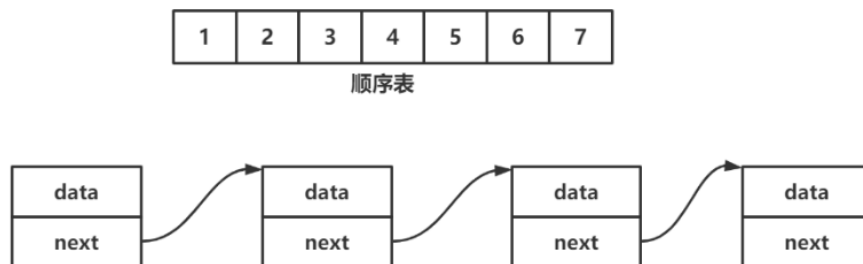 1 2 3 4 5 6 7
顺序表
data data data data
next next next next